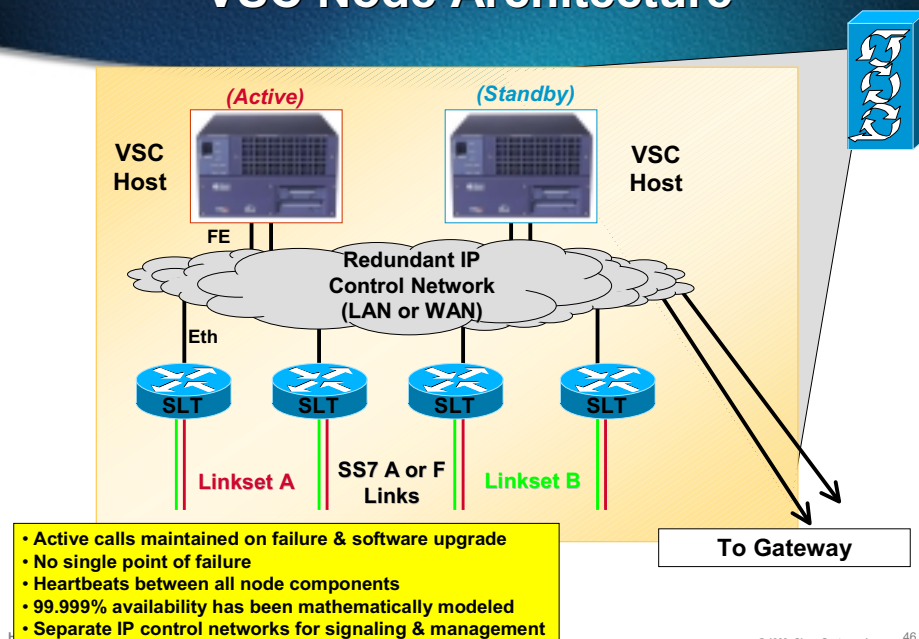 VSC Node Architecture
(Active)
(Standby)
VSC
Host
VSC
Host
FE
Redundant IP
Control Network
(LAN or WAN)
Eth
SLT
SLT
SLT
SLT
Linkset A
SS7 A or F
Links
Linkset B
To Gateway
• Active calls maintained on failure & software upgrade
• No single point of failure
• Heartbeats between all node components
• 99.999% availability has been mathematically modeled
• Separate IP control networks for signaling & management
46